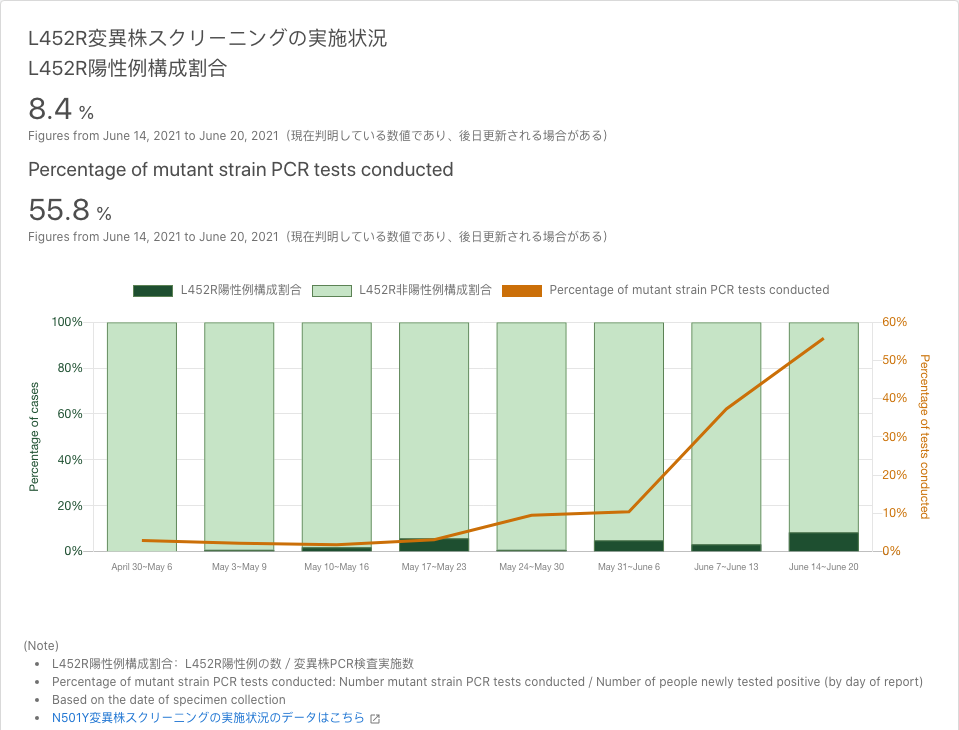 L452R変異株スクリーニングの実施状況
L452R陽性例構成割合
8.4 %
Figures from June 14, 2021 to June 20, 2021（現在判明している数値であり、後日更新される場合がある）
Percentage of mutant strain PCR tests conducted
55.8 %
Figures from June 14, 2021 to June 20, 2021（現在判明している数値であり、後日更新される場合がある）
L452R陽性例構成割合 L452R非陽性例構成割合 Percentage of mutant strain PCR tests conducted
100% 60%
80% 50%
60% 40%
40% 30%
20% 20%
0% 10%
0%
Percentage of cases
Percentage of tests conducted
April 30~May 6 May 3~May 9 May 10~May 16 May 17~May 23 May 24~May 30 May 31~June 6 June 7~June 13 June 14~June 20
(Note)
• L452R陽性例構成割合：L452R陽性例の数 / 変異株PCR検査実施数
• Percentage of mutant strain PCR tests conducted: Number mutant strain PCR tests conducted / Number of people newly tested positive (by day of report)
• Based on the date of specimen collection
• N501Y変異株スクリーニングの実施状況のデータはこちら